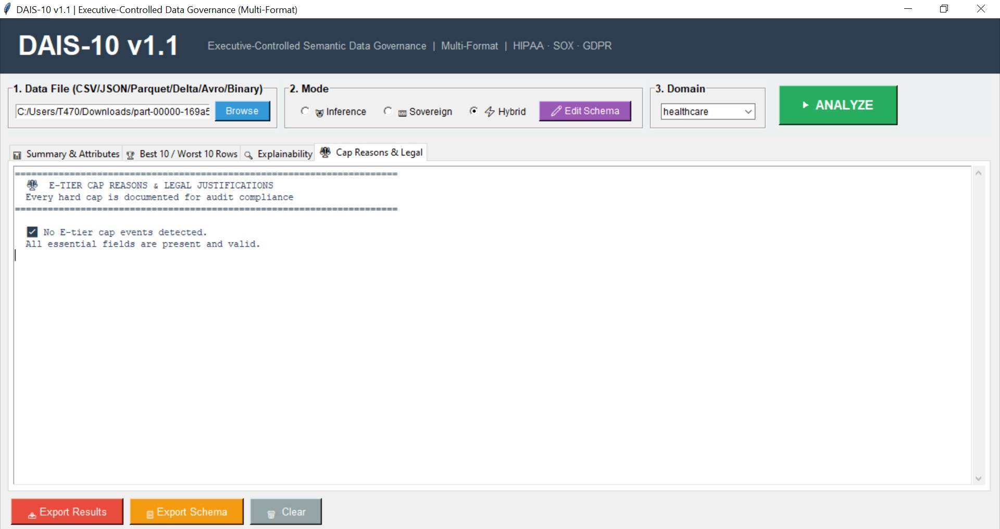 DAIS-10 v1.1 | Executive-Controlled Data Governance (Multi-Format)
DAIS-10 v1.1
Executive-Controlled Semantic Data Governance | Multi-Format | HIPAA · SOX · GDPR
1. Data File (CSV/JSON/Parquet/Delta/Avro/Binary)
C:/Users/T470/Downloads/part-00000-169a5
Browse
2. Mode
Inference
Sovereign
Hybrid
Edit Schema
3. Domain
healthcare
ANALYZE
Summary & Attributes
Best 10 / Worst 10 Rows
Explainability
Cap Reasons & Legal
======================================================================
E-TIER CAP REASONS & LEGAL JUSTIFICATIONS
Every hard cap is documented for audit compliance
======================================================================
No E-tier cap events detected.
All essential fields are present and valid.
Export Results
Export Schema
Clear